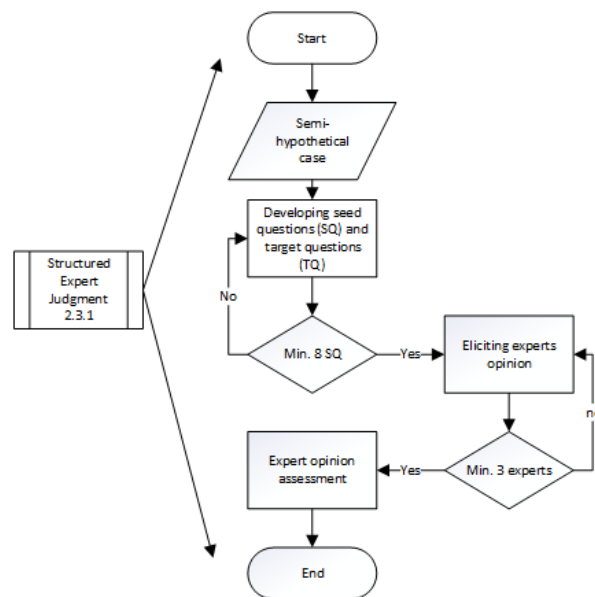 Start
Semi-
hypothetical
case
Developing seed
questions (SQ) and
target questions
(TQ)
Structured
Expert
Judgment
2.3.1
No
Min. 8 SQ
Yes
Eliciting experts
opinion
no
Expert opinion
assessment
Yes
Min. 3 experts
End